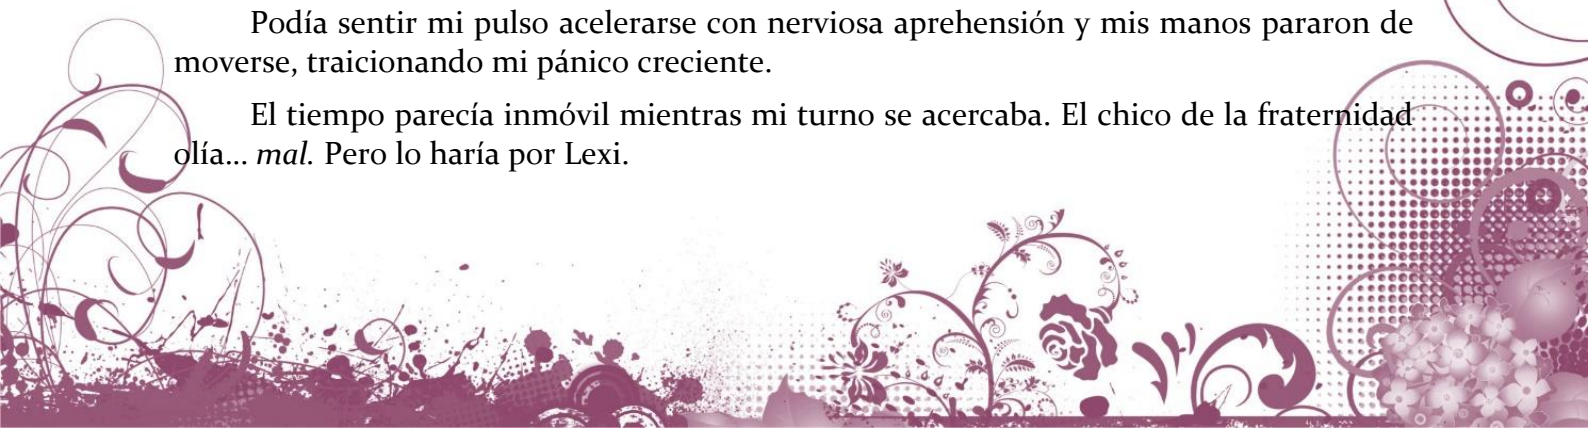 Podía sentir mi pulso acelerarse con nerviosa aprehensión y mis manos pararon de
moverse, traicionando mi pánico creciente.
El tiempo parecía inmóvil mientras mi turno se acercaba. El chico de la fraternidad
olía... mal. Pero lo haría por Lexi.